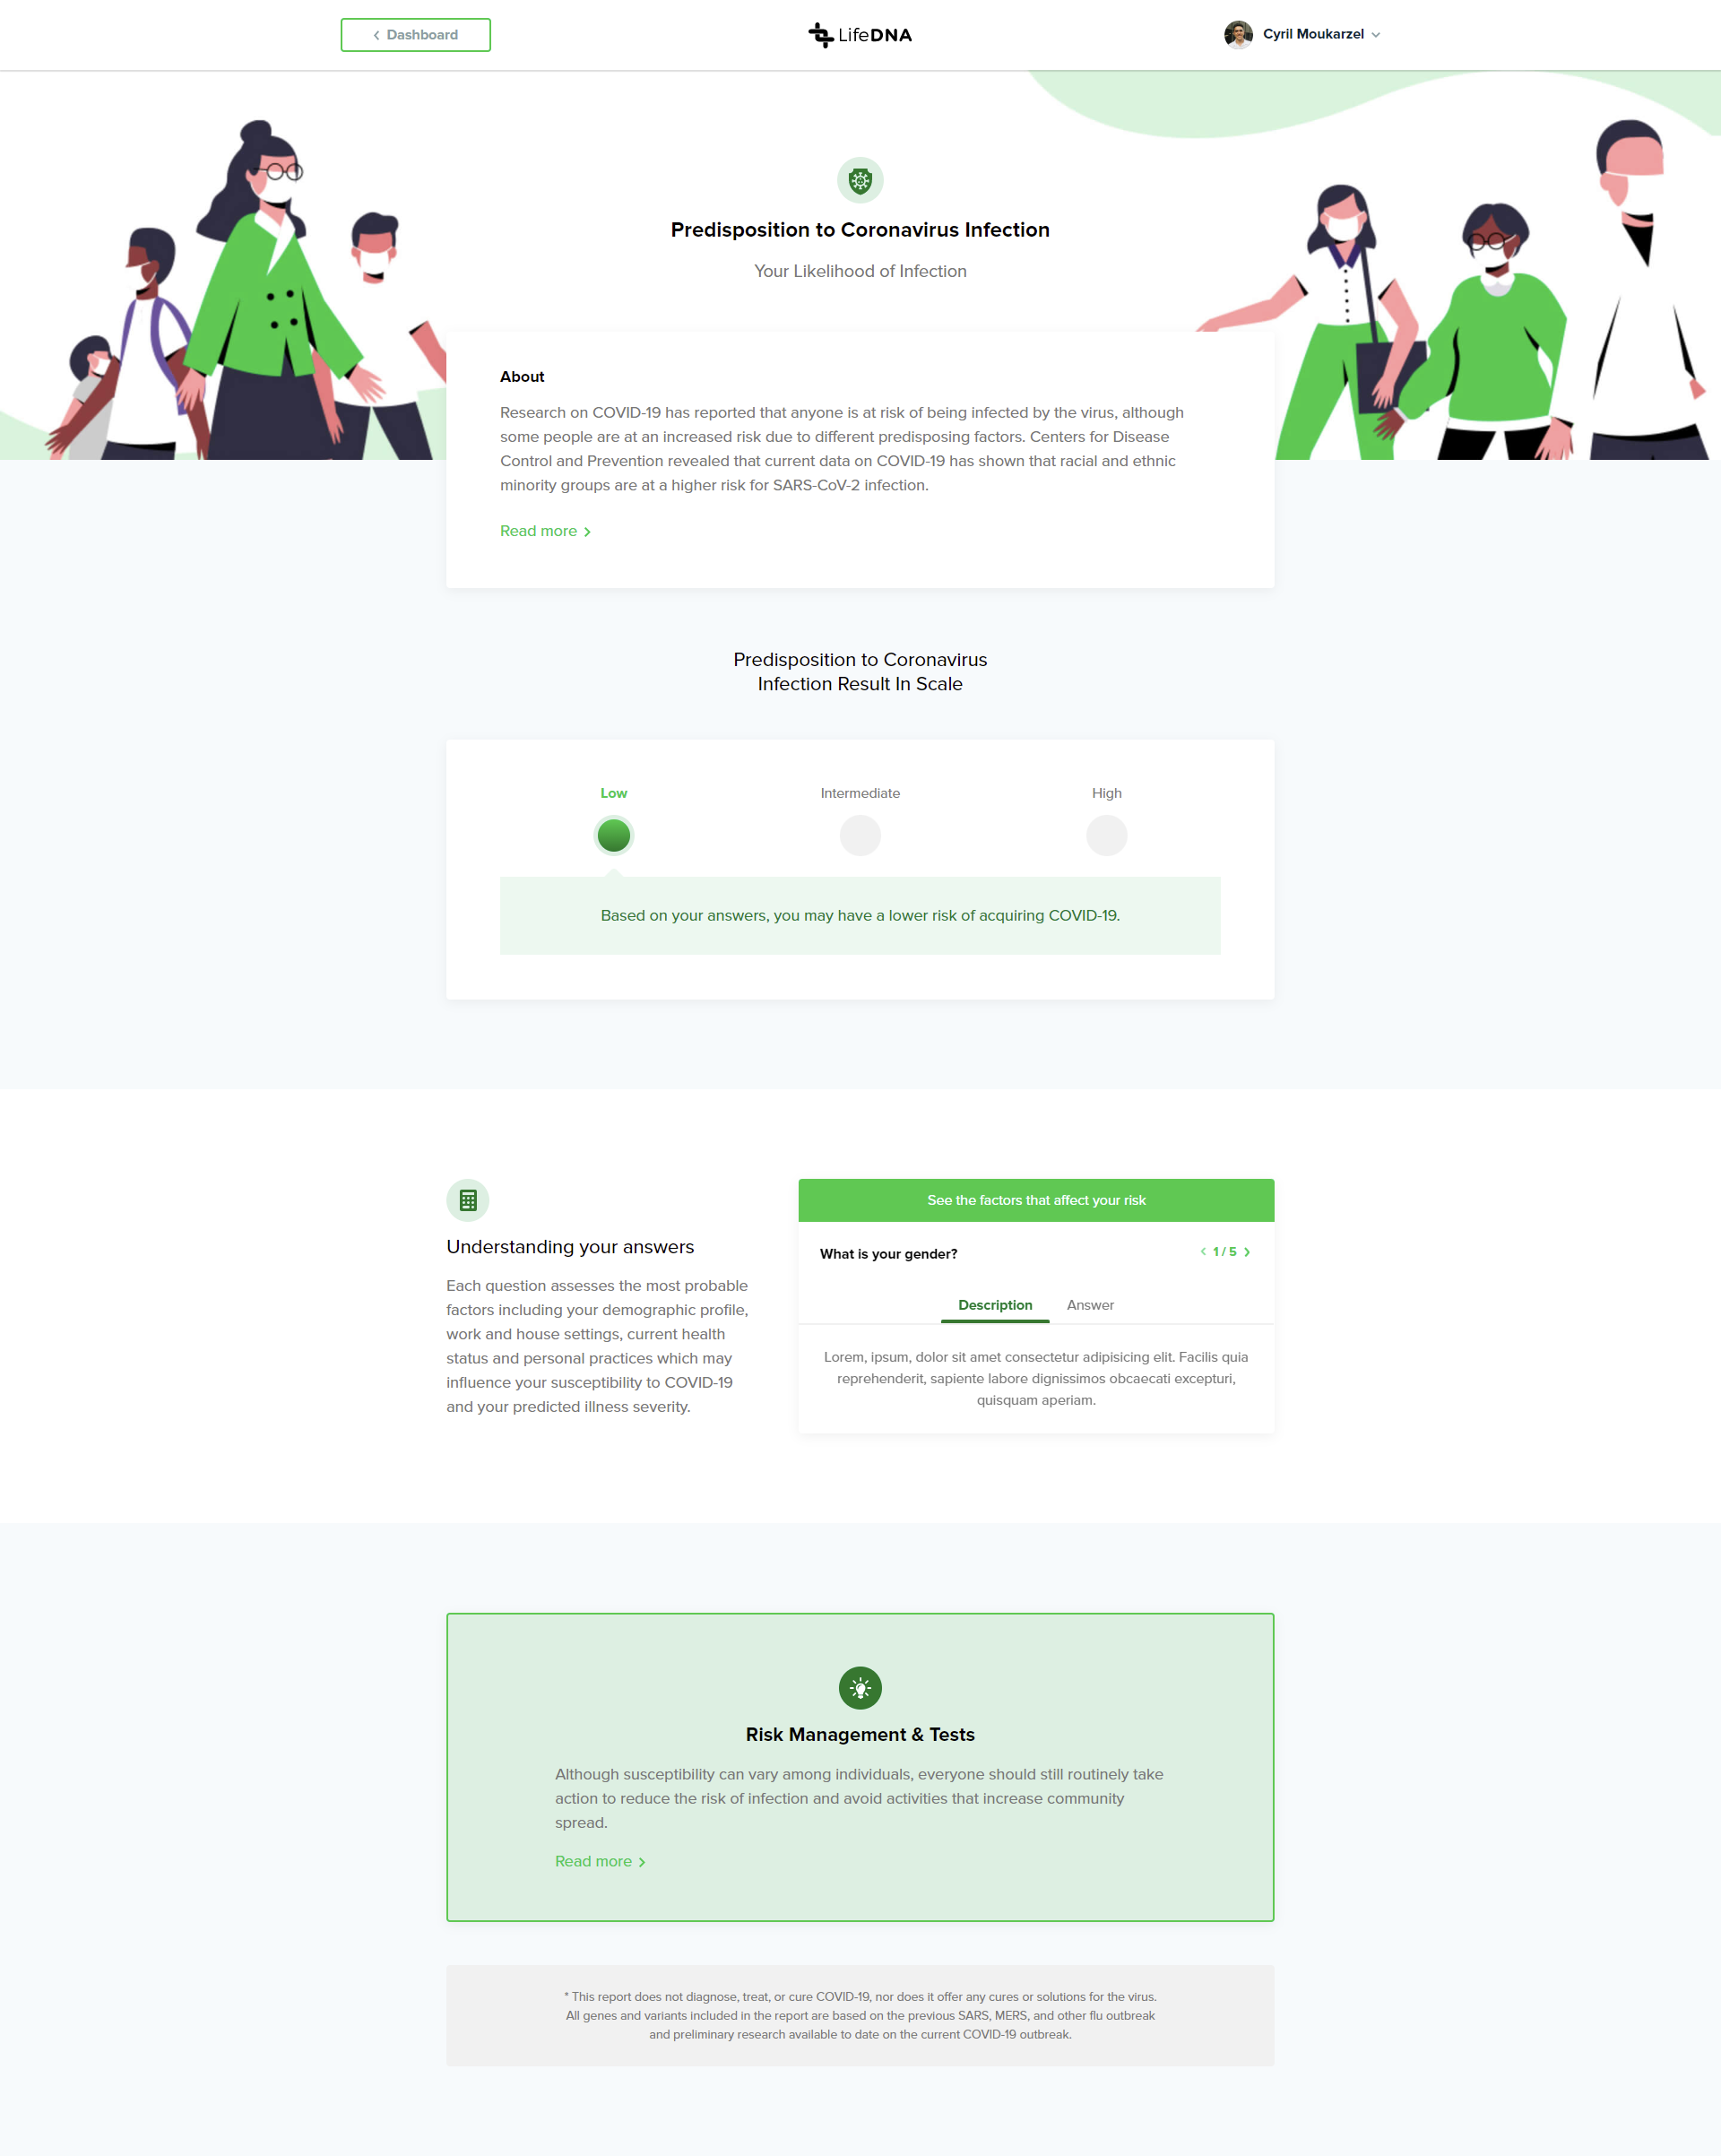 Dashboard
LifeDNA
Cyril Moukarzel
Predisposition to Coronavirus Infection
Your Likelihood of Infection
About
Research on COVID-19 has reported that anyone is at risk of being infected by the virus, although
some people are at an increased risk due to different predisposing factors. Centers for Disease
Control and Prevention revealed that current data on COVID-19 has shown that racial and ethnic
minority groups are at a higher risk for SARS-CoV-2 infection.
Read more
Predisposition to Coronavirus
Infection Result In Scale
Low
Intermediate
High
Based on your answers, you may have a lower risk of acquiring COVID-19.
Understanding your answers
Each question assesses the most probable
factors including your demographic profile,
work and house settings, current health
status and personal practices which may
influence your susceptibility to COVID-19
and your predicted illness severity.
See the factors that affect your risk
What is your gender?
1 / 5
Description
Answer
Lorem, ipsum, dolor sit amet consectetur adipisicing elit. Facilis quia
reprehenderit, sapiente labore dignissimos obcaecati excepturi,
quisquam aperiam.
Risk Management & Tests
Although susceptibility can vary among individuals, everyone should still routinely take
action to reduce the risk of infection and avoid activities that increase community
spread.
Read more
* This report does not diagnose, treat, or cure COVID-19, nor does it offer any cures or solutions for the virus.
All genes and variants included in the report are based on the previous SARS, MERS, and other flu outbreak
and preliminary research available to date on the current COVID-19 outbreak.